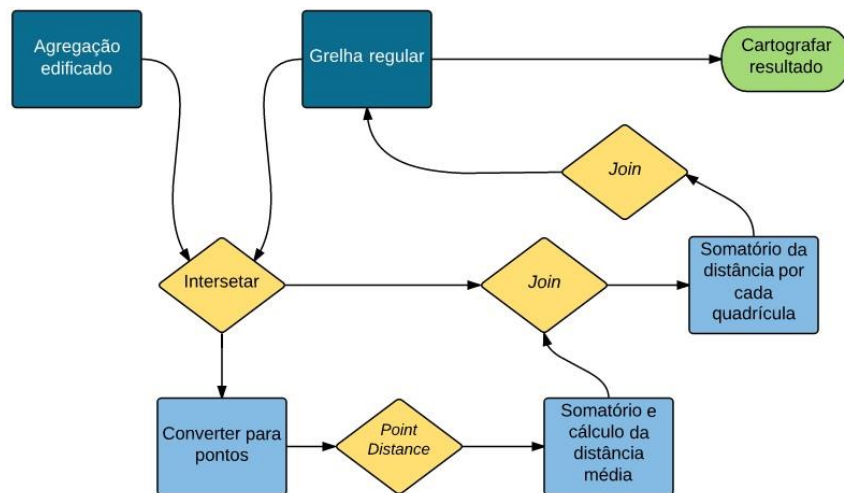 Agregação
edificado
Grelha regular
Cartografar
resultado
Join
Intersetar
Join
Somatório da
distância por
cada
quadrícula
Converter para
pontos
Point
Distance
Somatório e
cálculo da
distância
média